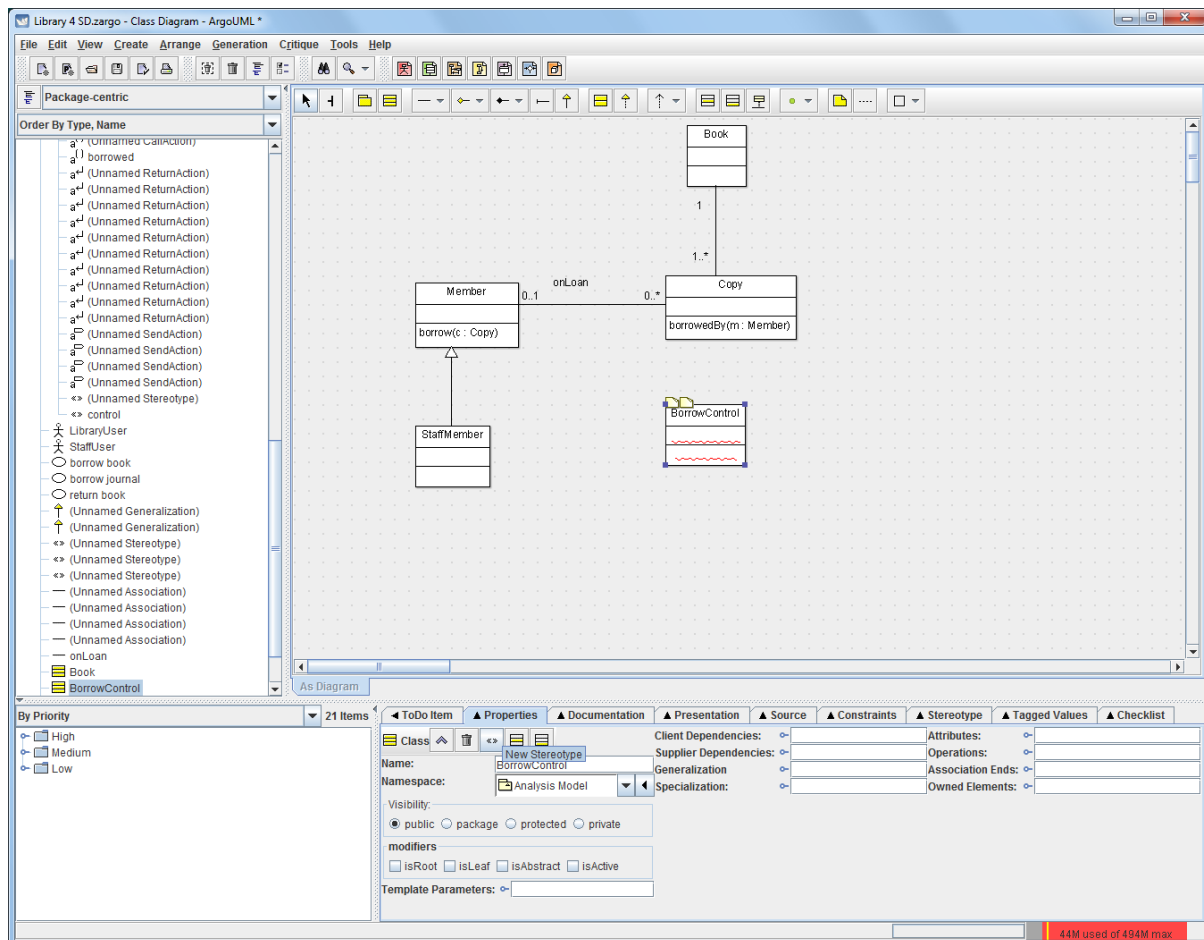 Library 4 SD.zargo - Class Diagram - ArgoUML *
File Edit View Create Arrange Generation Critique Tools Help
Package-centric
Order By Type, Name
(Unnamed CallAction)
borrowed
(Unnamed ReturnAction)
(Unnamed ReturnAction)
(Unnamed ReturnAction)
(Unnamed ReturnAction)
(Unnamed ReturnAction)
(Unnamed ReturnAction)
(Unnamed ReturnAction)
(Unnamed ReturnAction)
(Unnamed ReturnAction)
(Unnamed ReturnAction)
(Unnamed SendAction)
(Unnamed SendAction)
(Unnamed SendAction)
(Unnamed SendAction)
«» (Unnamed Stereotype)
«» control
LibraryUser
StaffUser
borrow book
borrow journal
return book
(Unnamed Generalization)
(Unnamed Generalization)
«» (Unnamed Stereotype)
«» (Unnamed Stereotype)
«» (Unnamed Stereotype)
(Unnamed Association)
(Unnamed Association)
(Unnamed Association)
(Unnamed Association)
onLoan
Book
BorrowControl
Book
1
1..*
Member
0..1
onLoan
0..*
Copy
borrow(c : Copy)
borrowedBy(m : Member)
StaffMember
BorrowControl
As Diagram
By Priority
21 Items
High
Medium
Low
ToDo Item
Properties
Documentation
Presentation
Source
Constraints
Stereotype
Tagged Values
Checklist
Class
«»
New Stereotype
Name:
BorrowControl
Namespace:
Analysis Model
Visibility:
public package protected private
modifiers
isRoot isLeaf isAbstract isActive
Template Parameters:
Client Dependencies:
Supplier Dependencies:
Generalization
Specialization:
Attributes:
Operations:
Association Ends:
Owned Elements:
44M used of 494M max